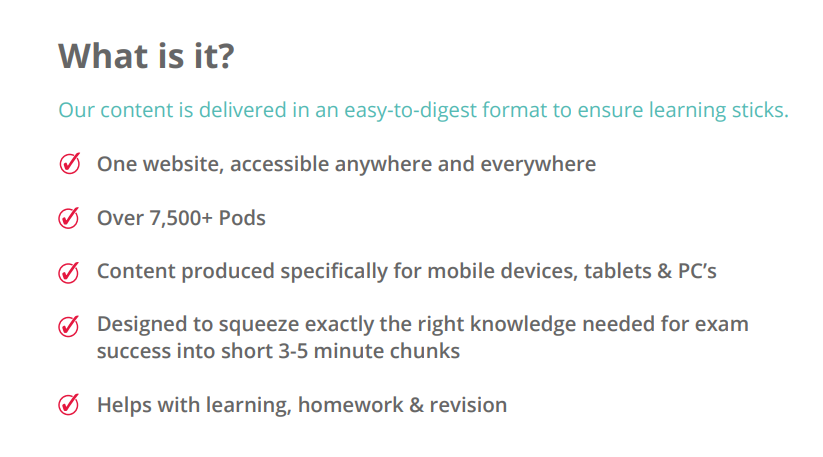 What is it?
Our content is delivered in an easy-to-digest format to ensure learning sticks.
One website, accessible anywhere and everywhere
Over 7,500+ Pods
Content produced specifically for mobile devices, tablets & PC’s
Designed to squeeze exactly the right knowledge needed for exam
success into short 3-5 minute chunks
Helps with learning, homework & revision